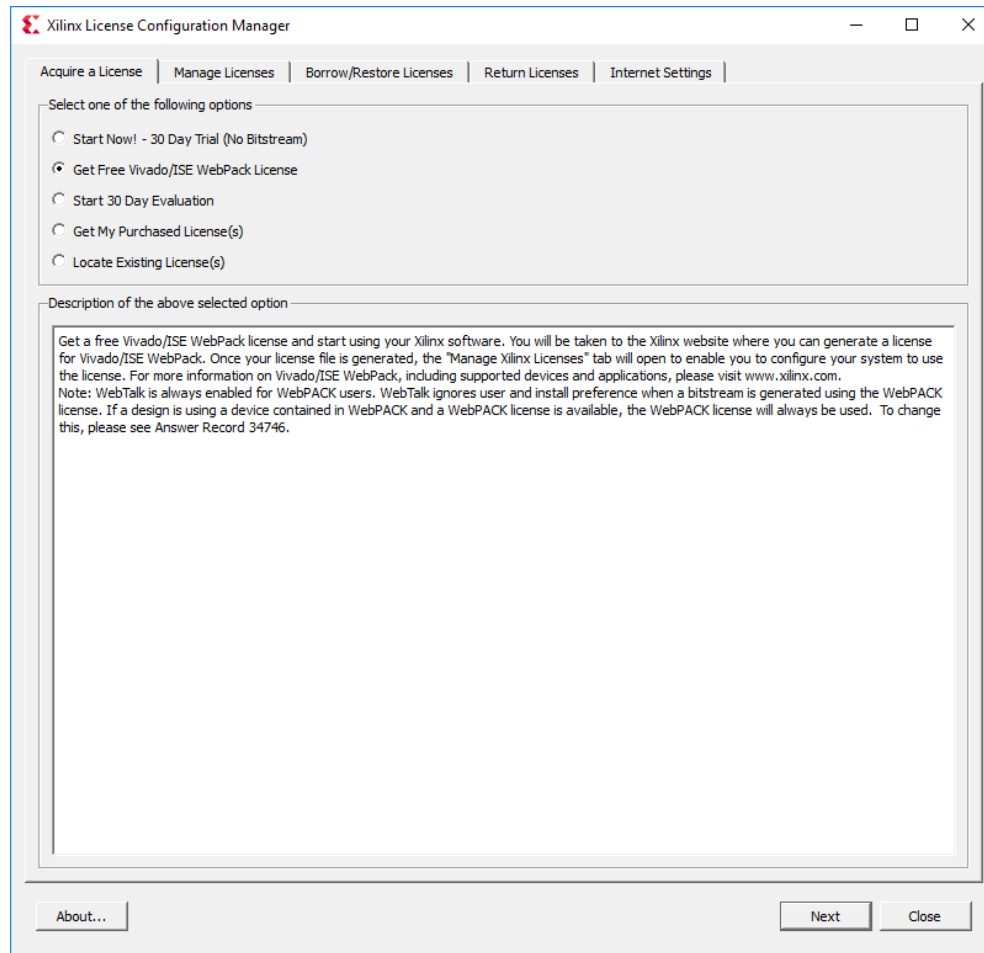 Xilinx License Configuration Manager
Acquire a License Manage Licenses Borrow/Restore Licenses Return Licenses Internet Settings
Select one of the following options
Start Now! - 30 Day Trial (No Bitstream)
Get Free Vivado/ISE WebPack License
Start 30 Day Evaluation
Get My Purchased License(s)
Locate Existing License(s)
Description of the above selected option
Get a free Vivado/ISE WebPack license and start using your Xilinx software. You will be taken to the Xilinx website where you can generate a license
for Vivado/ISE WebPack. Once your license file is generated, the "Manage Xilinx Licenses" tab will open to enable you to configure your system to use
the license. For more information on Vivado/ISE WebPack, including supported devices and applications, please visit www.xilinx.com.
Note: WebTalk is always enabled for WebPACK users. WebTalk ignores user and install preference when a bitstream is generated using the WebPACK
license. If a design is using a device contained in WebPACK and a WebPACK license is available, the WebPACK license will always be used.  To change
this, please see Answer Record 34746.
About... Next Close